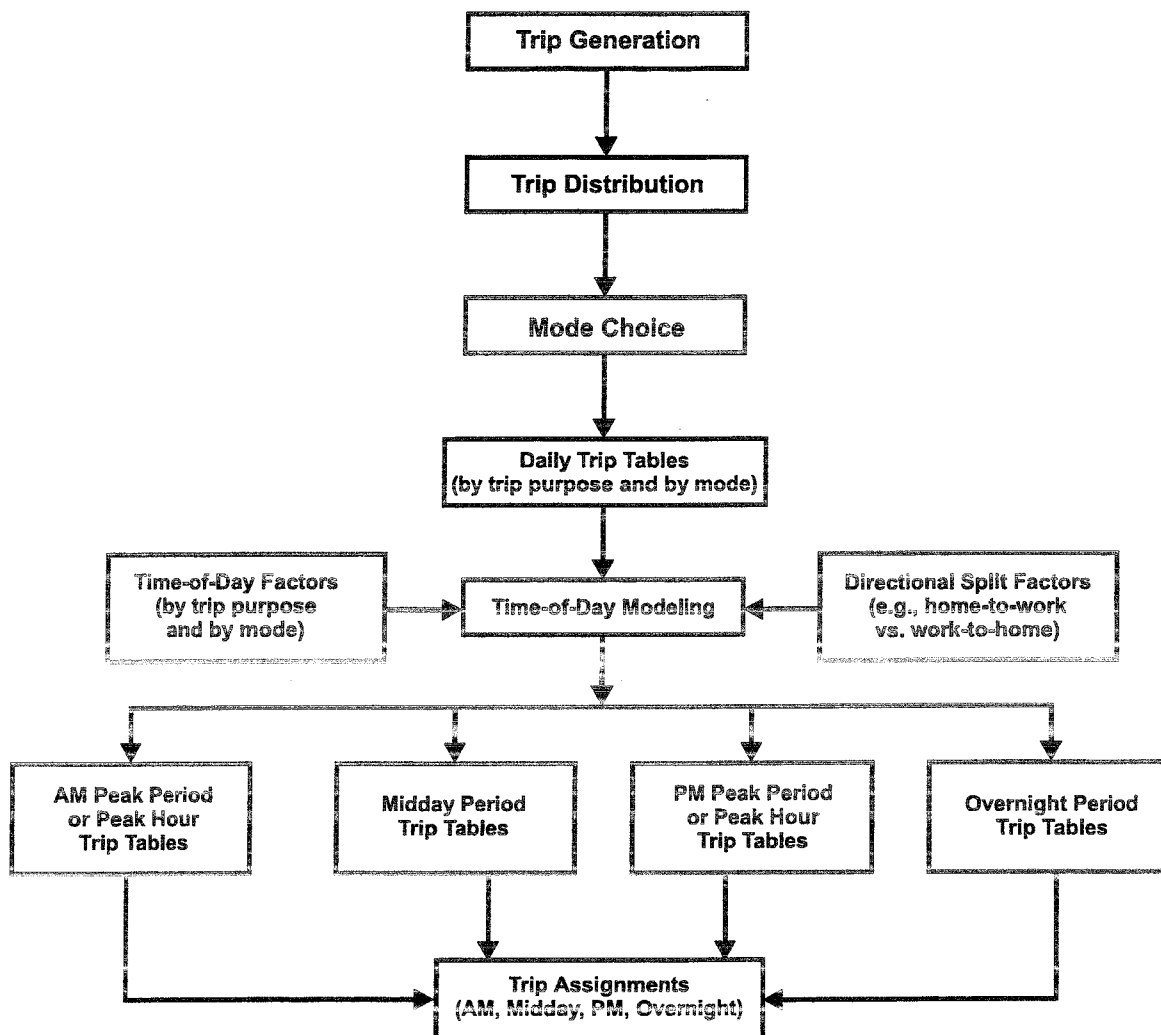 Trip Generation
Trip Distribution
Mode Choice
Daily Trip Tables
(by trip purpose and by mode)
Time-of-Day Factors
(by trip purpose
and by mode)
Time-of-Day Modeling
Directional Split Factors
(e.g., home-to-work
vs. work-to-home)
AM Peak Period
or Peak Hour
Trip Tables
Midday Period
Trip Tables
PM Peak Period
or Peak Hour
Trip Tables
Overnight Period
Trip Tables
Trip Assignments
(AM, Midday, PM, Overnight)